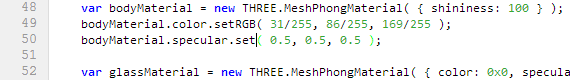 48 var bodyMaterial = new THREE.MeshPhongMaterial( { shininess: 100 } );
49 bodyMaterial.color.setRGB( 31/255, 86/255, 169/255 );
50 bodyMaterial.specular.set( 0.5, 0.5, 0.5 );
51
52 var glassMaterial = new THREE.MeshPhongMaterial( { color: 0x0, specula